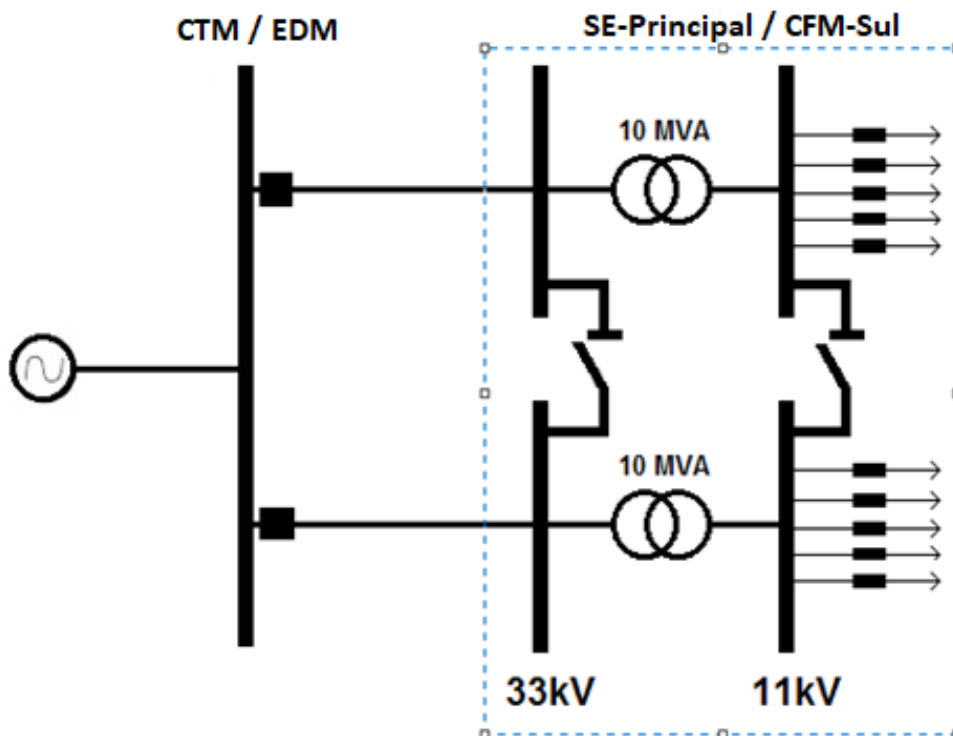 CTM / EDM
SE-Principal / CFM-Sul
10 MVA
10 MVA
33kV
11kV